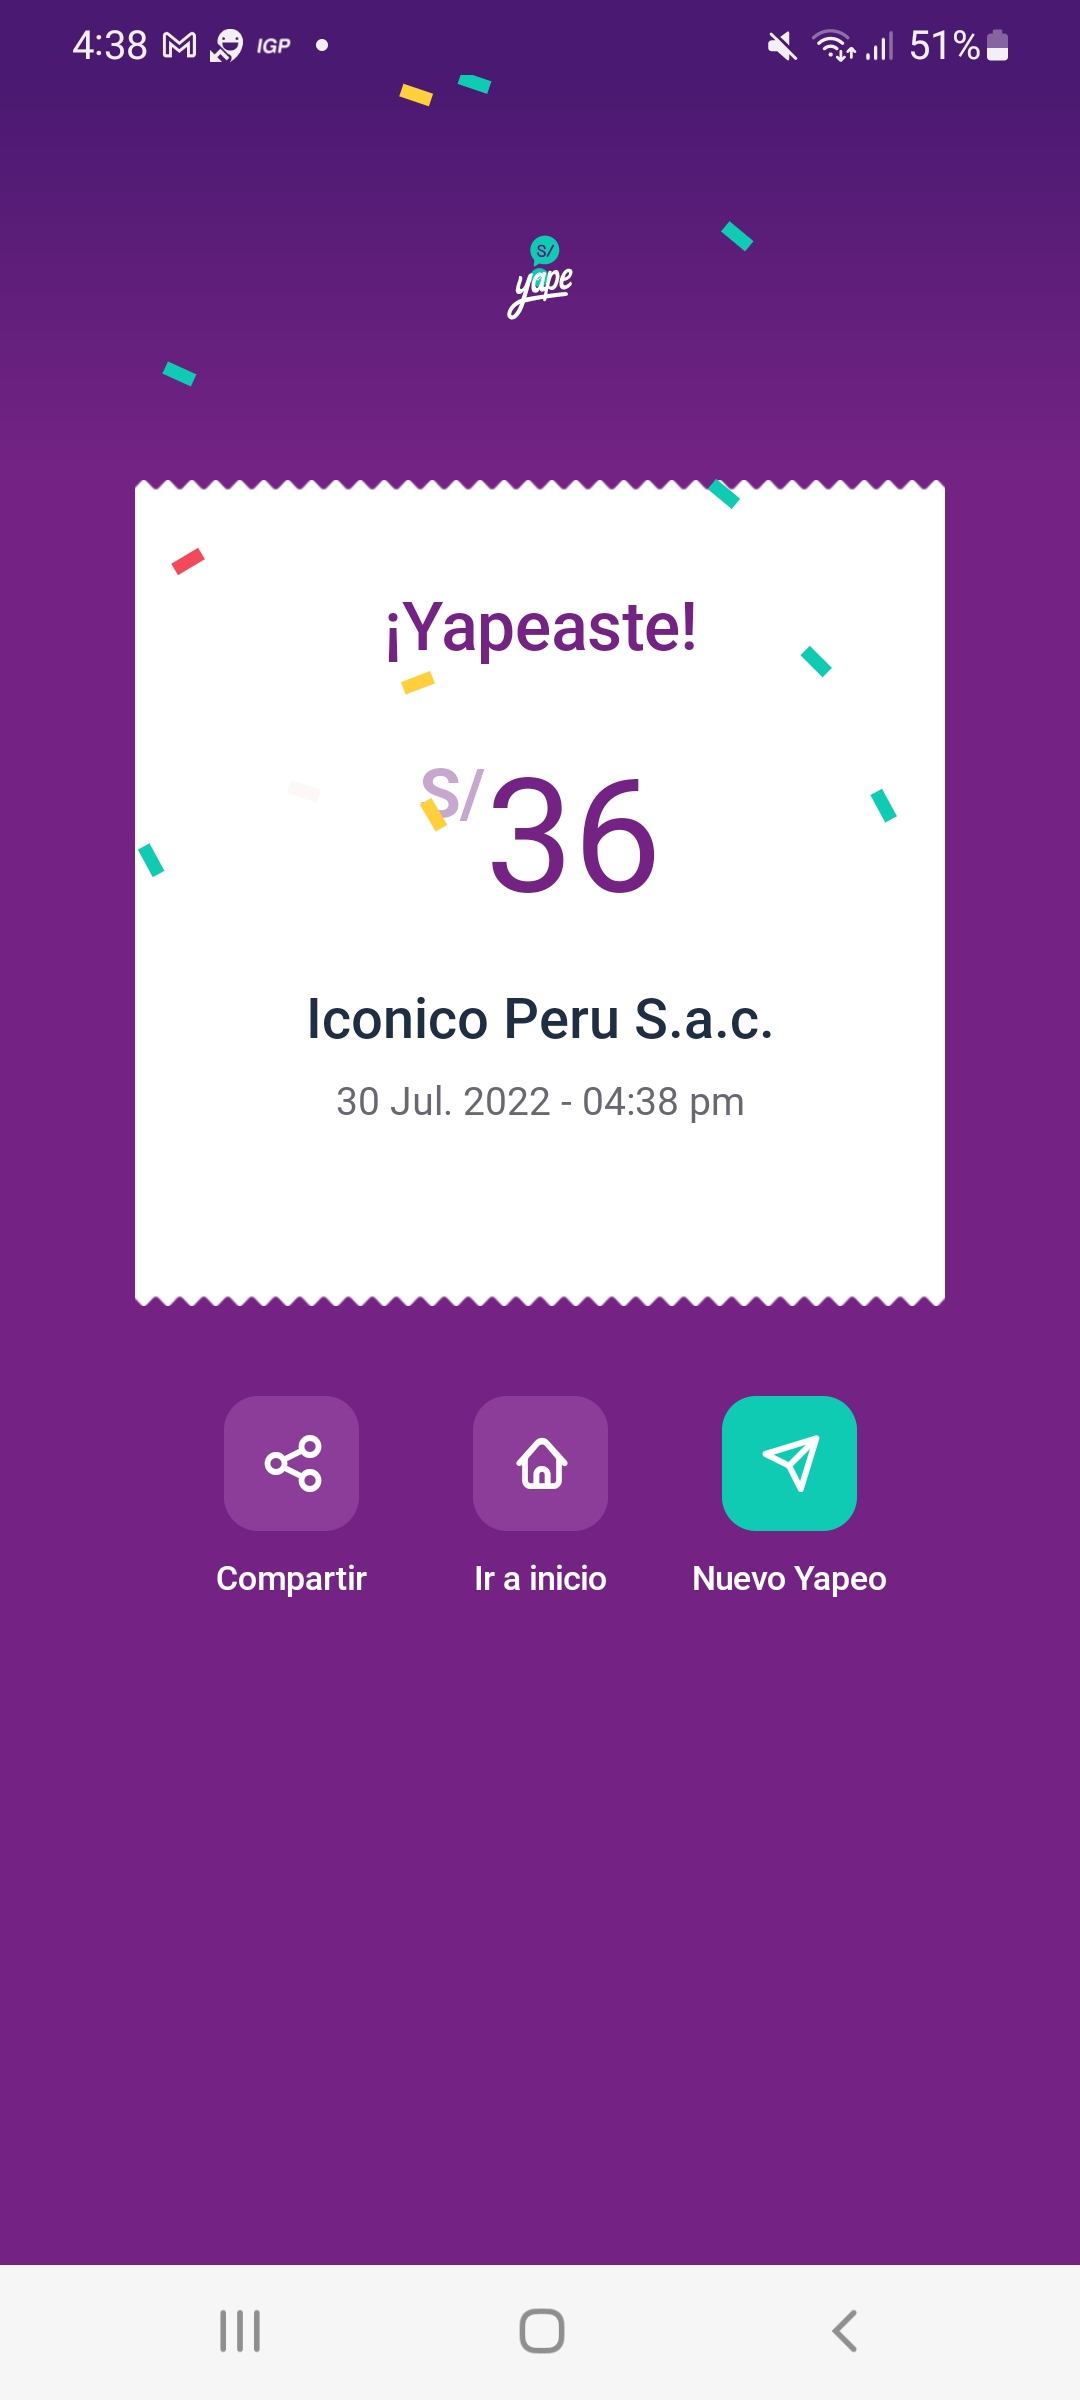 4:38 IGP 51%
S/
yape
¡Yapeaste!
S/36
Iconico Peru S.a.c.
30 Jul. 2022 - 04:38 pm
Compartir Ir a inicio Nuevo Yapeo